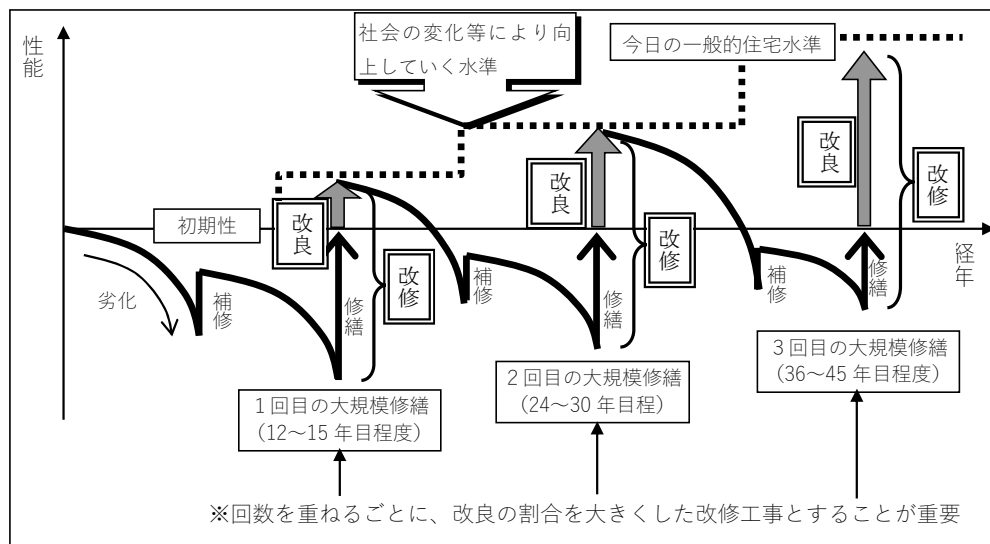 性能
社会の変化等により向
上していく水準
今日の一般的住宅水準
初期性
劣化
補修
改良
修繕
改修
補修
改良
修繕
改修
補修
改良
修繕
改修
経年
1回目の大規模修繕
(12～15年目程度)
2回目の大規模修繕
(24～30年目程)
3回目の大規模修繕
(36～45年目程度)
※回数を重ねるごとに、改良の割合を大きくした改修工事とすることが重要